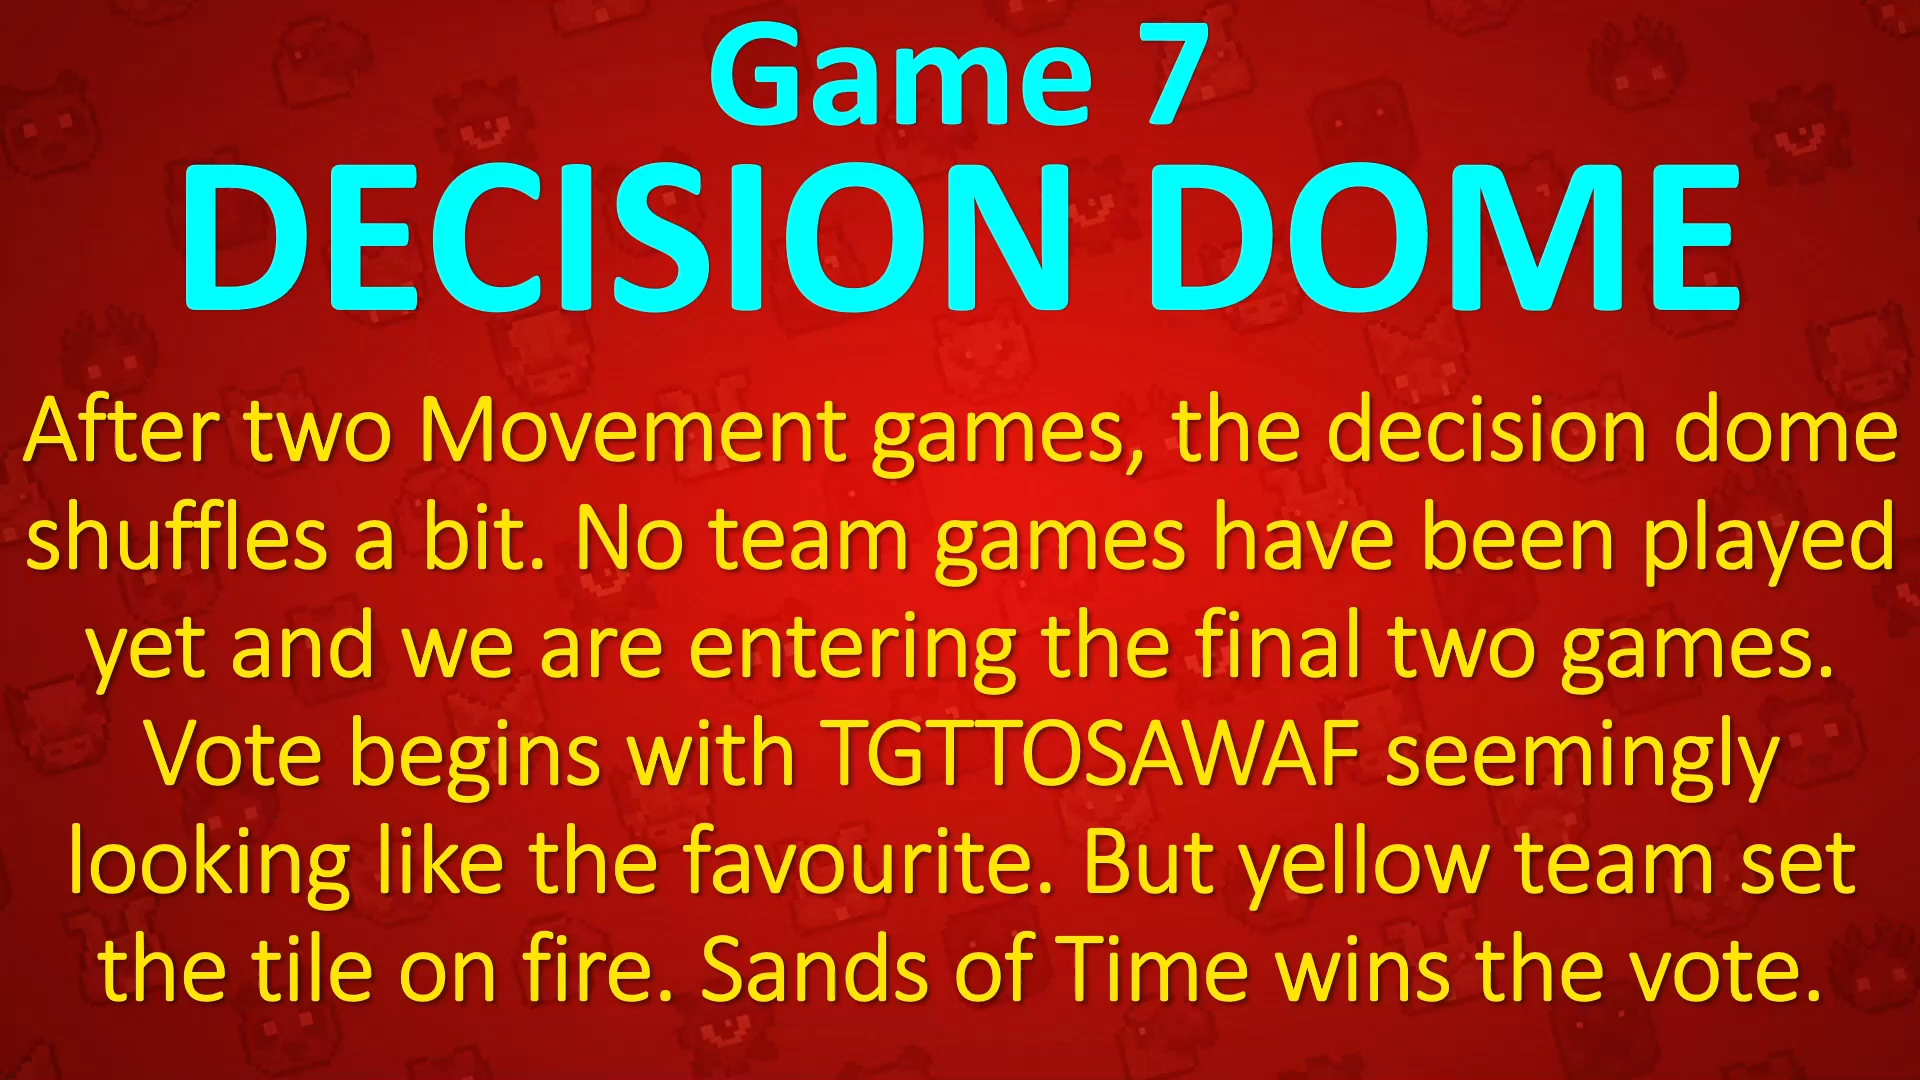 Game 7
DECISION DOME
After two Movement games, the decision dome
shuffles a bit. No team games have been played
yet and we are entering the final two games.
Vote begins with TGTTOSAWAF seemingly
looking like the favourite. But yellow team set
the tile on fire. Sands of Time wins the vote.